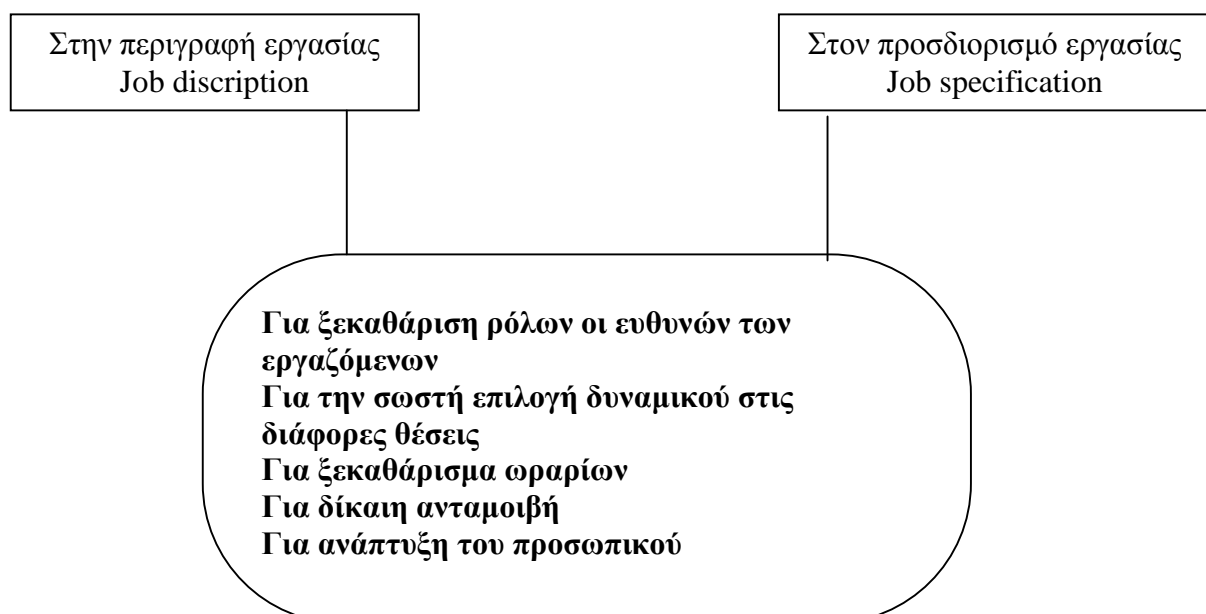 Στην περιγραφή εργασίας
Job discription
Στον προσδιορισμό εργασίας
Job specification
Για ξεκαθάριση ρόλων οι ευθυνών των
εργαζόμενων
Για την σωστή επιλογή δυναμικού στις
διάφορες θέσεις
Για ξεκαθάρισμα ωραρίων
Για δίκαιη ανταμοιβή
Για ανάπτυξη του προσωπικού